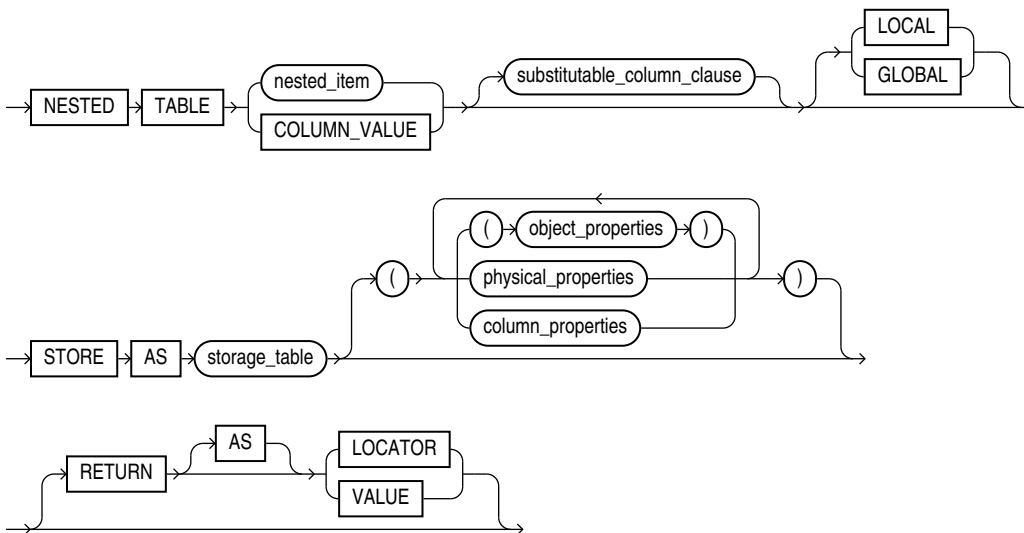 LOCAL
nested_item substitutable_column_clause GLOBAL
NESTED TABLE COLUMN_VALUE
( object_properties )
( physical_properties )
column_properties
STORE AS storage_table
AS LOCATOR
RETURN VALUE